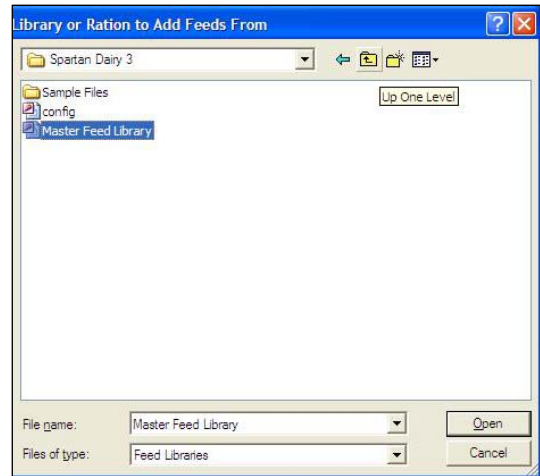 Library or Ration to Add Feeds From
Spartan Dairy 3
Sample Files
Up One Level
config
Master Feed Library
File name:
Master Feed Library
Open
Files of type:
Feed Libraries
Cancel